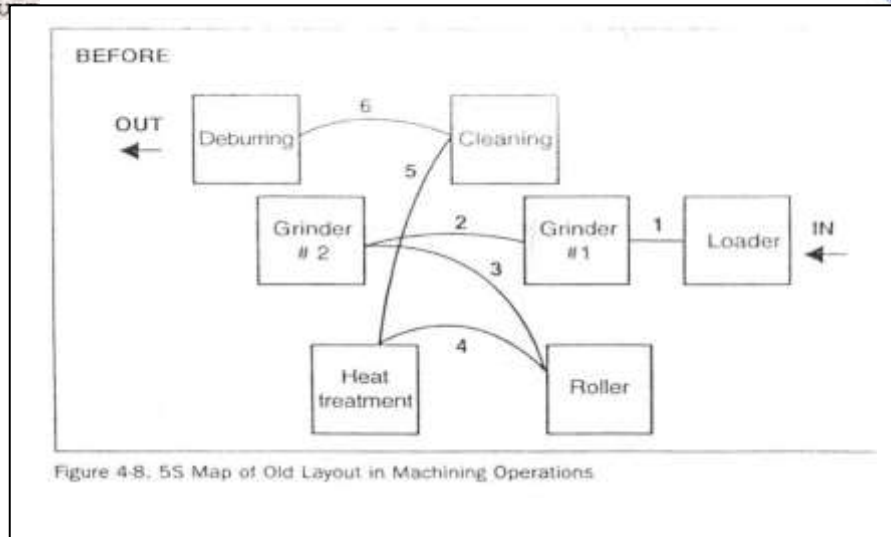 BEFORE
6
OUT
Deburring
Cleaning
5
Grinder
# 2
2
Grinder
#1
1
Loader
IN
3
4
Heat
treatment
Roller
Figure 4-8. 5S Map of Old Layout in Machining Operations